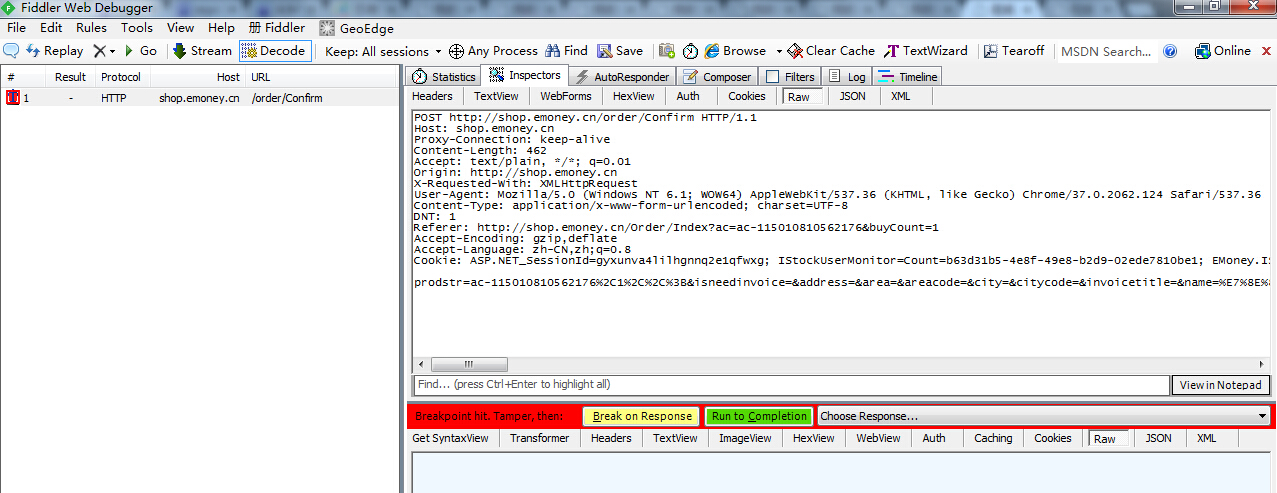 Fiddler Web Debugger
File Edit Rules Tools View Help Fiddler GeoEdge
Replay Go Stream Decode Keep: All sessions Any Process Find Save Browse Clear Cache TextWizard Tearoff MSDN Search... Online
# Result Protocol Host URL
1 - HTTP shop.emoney.cn /order/Confirm
Statistics Inspectors AutoResponder Composer Filters Log Timeline
Headers TextView WebForms HexView Auth Cookies Raw JSON XML
POST http://shop.emoney.cn/order/Confirm HTTP/1.1
Host: shop.emoney.cn
Proxy-Connection: keep-alive
Content-Length: 462
Accept: text/plain, */*; q=0.01
Origin: http://shop.emoney.cn
X-Requested-With: XMLHttpRequest
User-Agent: Mozilla/5.0 (Windows NT 6.1; WOW64) AppleWebKit/537.36 (KHTML, like Gecko) Chrome/37.0.2062.124 Safari/537.36
Content-Type: application/x-www-form-urlencoded; charset=UTF-8
DNT: 1
Referer: http://shop.emoney.cn/Order/Index?ac=ac-115010810562176&buyCount=1
Accept-Encoding: gzip,deflate
Accept-Language: zh-CN,zh;q=0.8
Cookie: ASP.NET_SessionId=gyxunva4lilhgnnq2e1qfwxg; IStockUserMonitor=Count=b63d31b5-4e8f-49e8-b2d9-02ede7810be1; EMoney.IS
prodstr=ac-115010810562176%2C1%2C%2C%3B&isneedinvoice=&address=&area=&areacode=&city=&citycode=&invoicetitle=&name=%E7%8E%
Find... (press Ctrl+Enter to highlight all) View in Notepad
Breakpoint hit. Tamper, then: Break on Response Run to Completion Choose Response...
Get SyntaxView Transformer Headers TextView ImageView HexView WebView Auth Caching Cookies Raw JSON XML